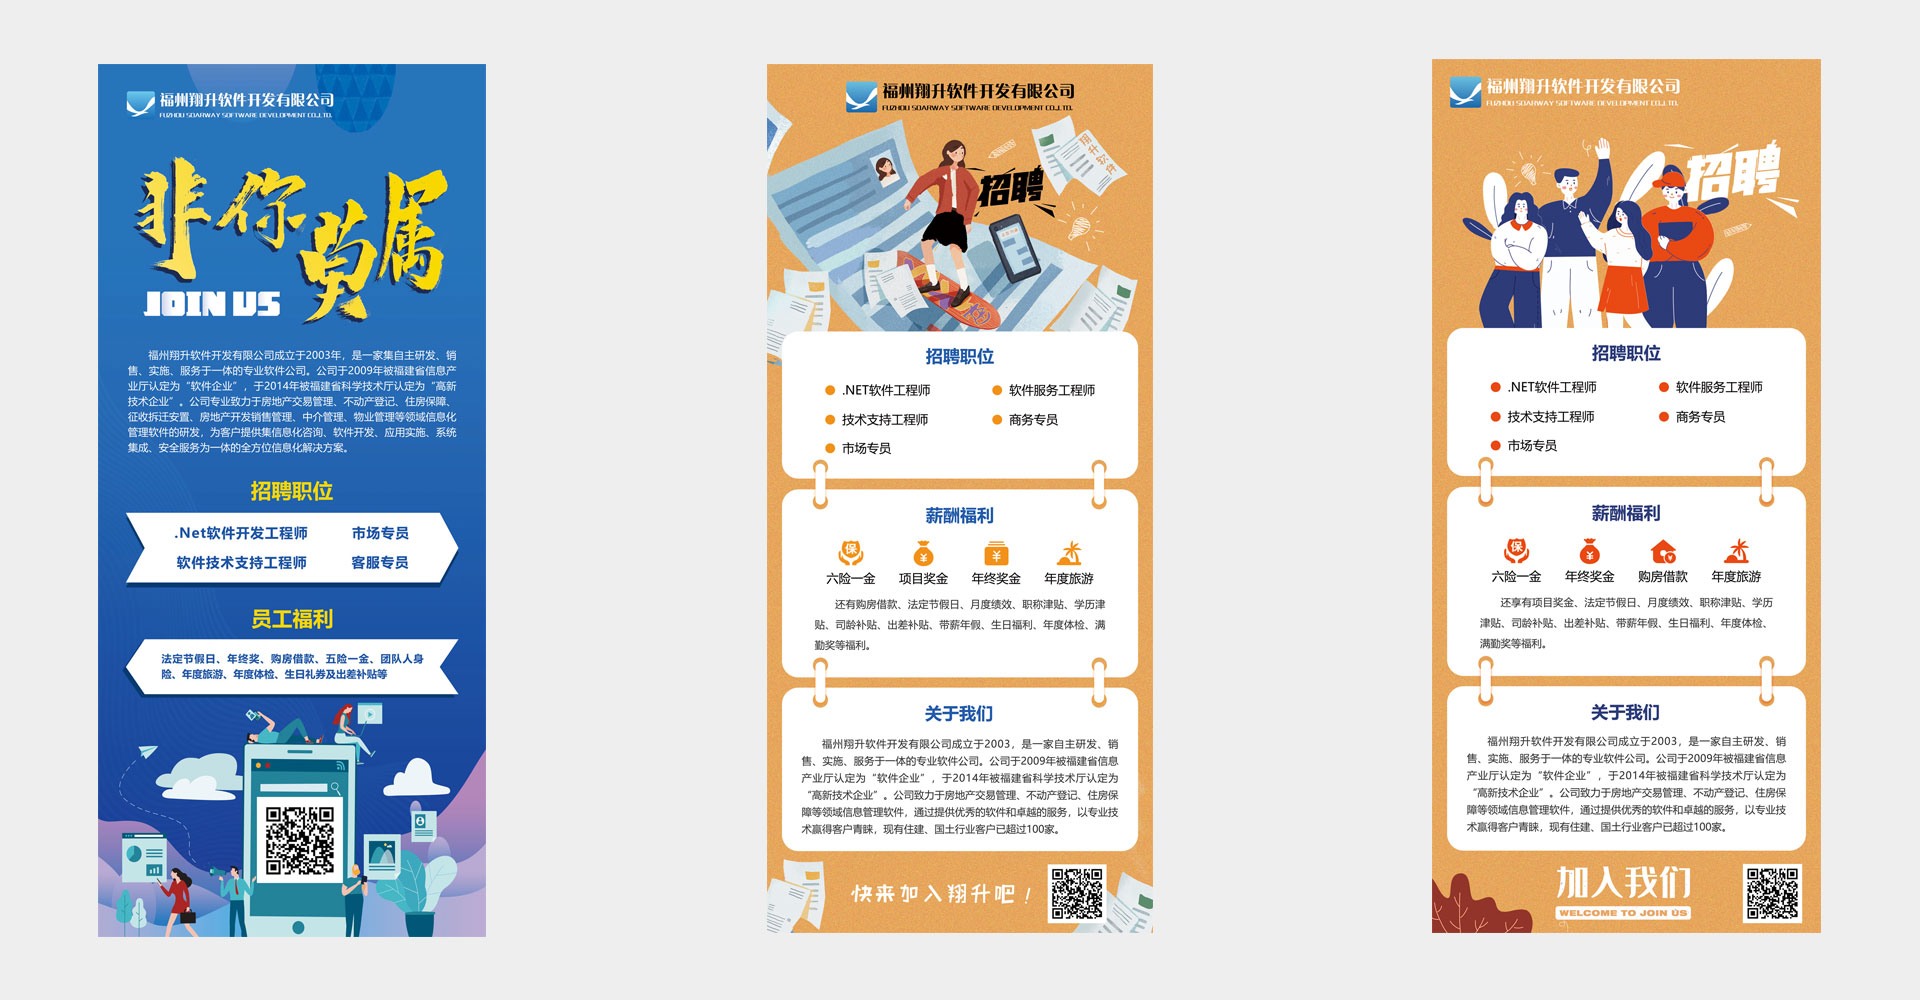 福州翔升软件开发有限公司
FUZHOU SOARWAY SOFTWARE DEVELOPMENT CO.,LTD.
非你莫属
JOIN US
福州翔升软件开发有限公司成立于2003年，是一家集自主研发、销
售、实施、服务于一体的专业软件公司。公司于2009年被福建省信息产
业厅认定为“软件企业”，于2014年被福建省科学技术厅认定为“高新
技术企业”。公司专业致力于房地产交易管理、不动产登记、住房保障、
征收拆迁安置、房地产开发销售管理、中介管理、物业管理等领域信息化
管理软件的研发，为客户提供集信息化咨询、软件开发、应用实施、系统
集成、安全服务为一体的全方位信息化解决方案。
招聘职位
.Net软件开发工程师 市场专员
软件技术支持工程师 客服专员
员工福利
法定节假日、年终奖、购房借款、五险一金、团队人身
险、年度旅游、年度体检、生日礼券及出差补贴等
福州翔升软件开发有限公司
FUZHOU SOARWAY SOFTWARE DEVELOPMENT CO.,LTD.
翔升软件
招聘
招聘职位
.NET软件工程师 软件服务工程师
技术支持工程师 商务专员
市场专员
薪酬福利
保 ¥ ¥
六险一金 项目奖金 年终奖金 年度旅游
还有购房借款、法定节假日、月度绩效、职称津贴、学历津
贴、司龄补贴、出差补贴、带薪年假、生日福利、年度体检、满
勤奖等福利。
关于我们
福州翔升软件开发有限公司成立于2003，是一家自主研发、销
售、实施、服务于一体的专业软件公司。公司于2009年被福建省信息
产业厅认定为“软件企业”，于2014年被福建省科学技术厅认定为
“高新技术企业”。公司致力于房地产交易管理、不动产登记、住房保
障等领域信息管理软件，通过提供优秀的软件和卓越的服务，以专业技
术赢得客户青睐，现有住建、国土行业客户已超过100家。
快来加入翔升吧！
福州翔升软件开发有限公司
FUZHOU SOARWAY SOFTWARE DEVELOPMENT CO.,LTD.
招聘
招聘职位
.NET软件工程师 软件服务工程师
技术支持工程师 商务专员
市场专员
薪酬福利
保 ¥ ¥
六险一金 年终奖金 购房借款 年度旅游
还享有项目奖金、法定节假日、月度绩效、职称津贴、学历
津贴、司龄补贴、出差补贴、带薪年假、生日福利、年度体检、
满勤奖等福利。
关于我们
福州翔升软件开发有限公司成立于2003，是一家自主研发、销
售、实施、服务于一体的专业软件公司。公司于2009年被福建省信息
产业厅认定为“软件企业”，于2014年被福建省科学技术厅认定为
“高新技术企业”。公司致力于房地产交易管理、不动产登记、住房保
障等领域信息管理软件，通过提供优秀的软件和卓越的服务，以专业技
术赢得客户青睐，现有住建、国土行业客户已超过100家。
加入我们
WELCOME TO JOIN US